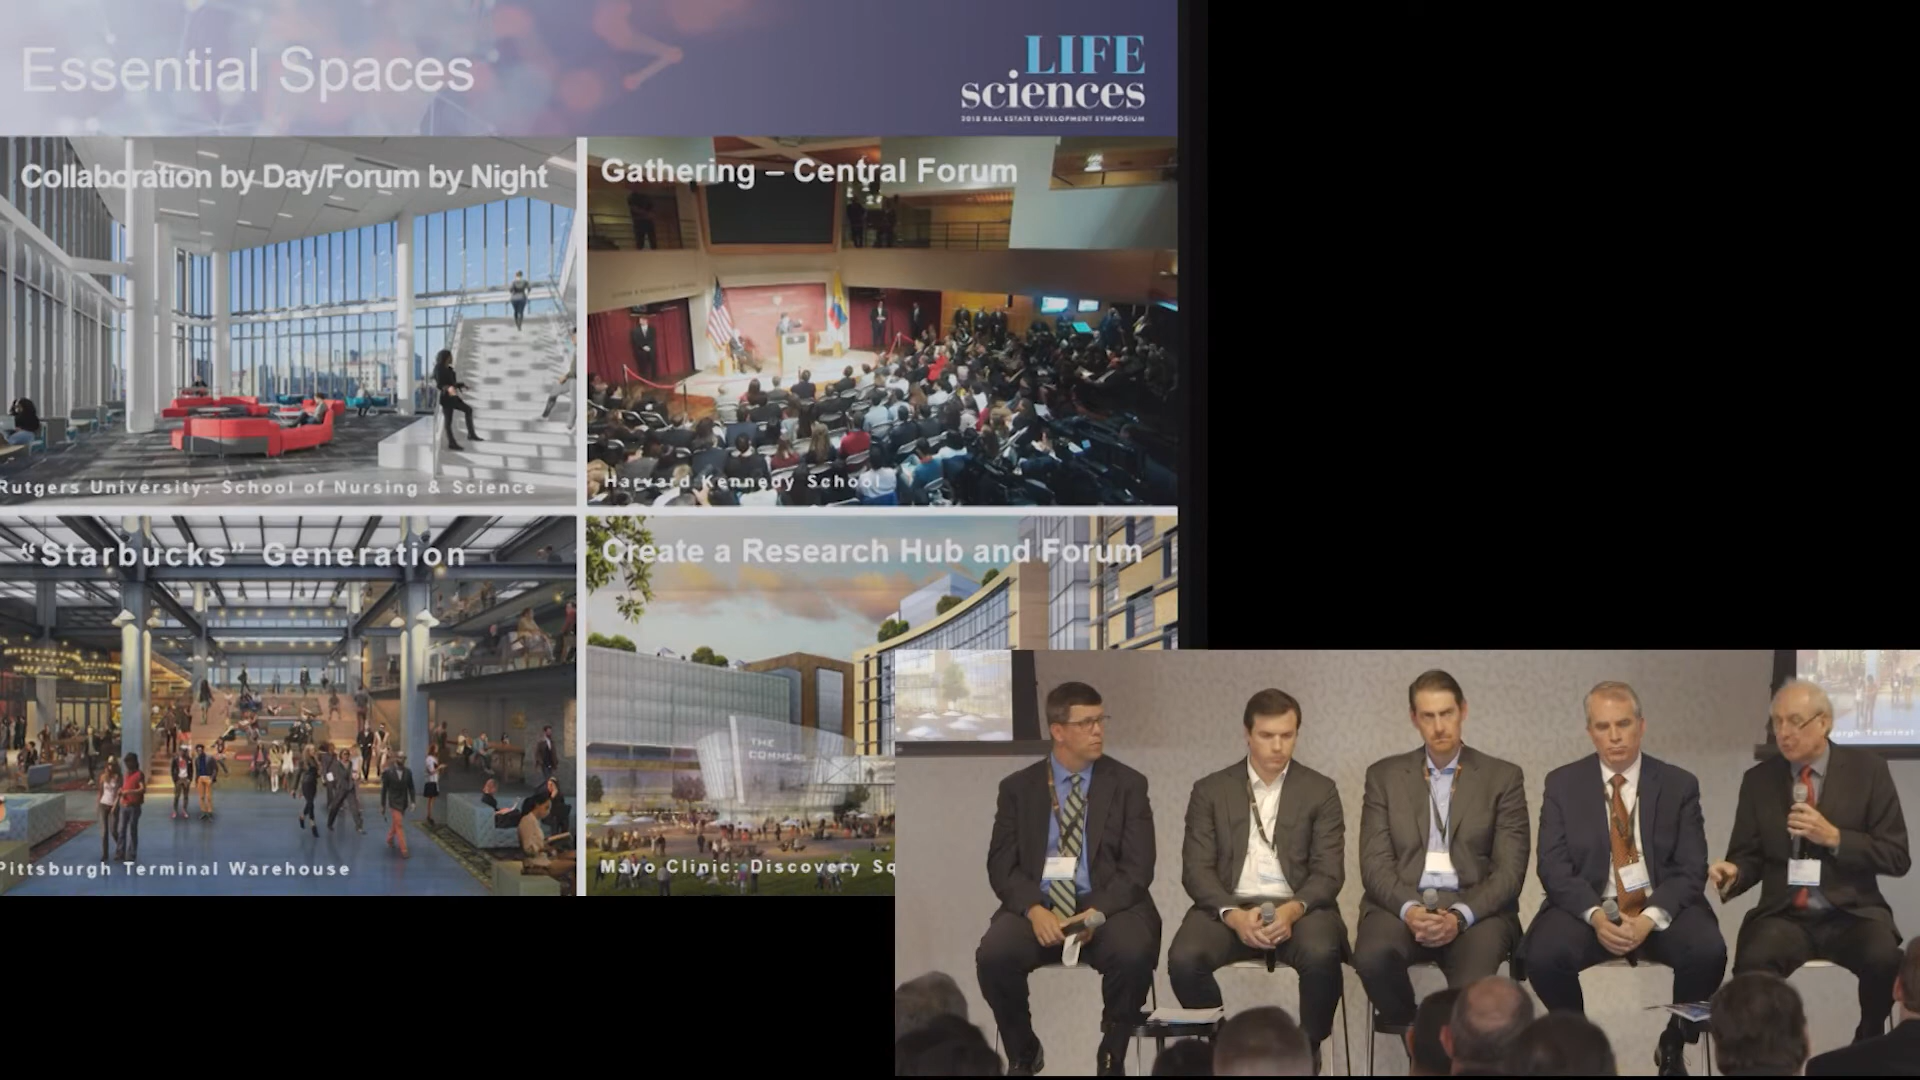 Essential Spaces
LIFE
sciences
2018 REAL ESTATE DEVELOPMENT SYMPOSIUM
Collaboration by Day/Forum by Night
Gathering – Central Forum
Rutgers University: School of Nursing & Science
Harvard Kennedy School
“Starbucks” Generation
Create a Research Hub and Forum
THE
Pittsburgh Terminal Warehouse
Mayo Clinic: Discovery Sq
Terminal